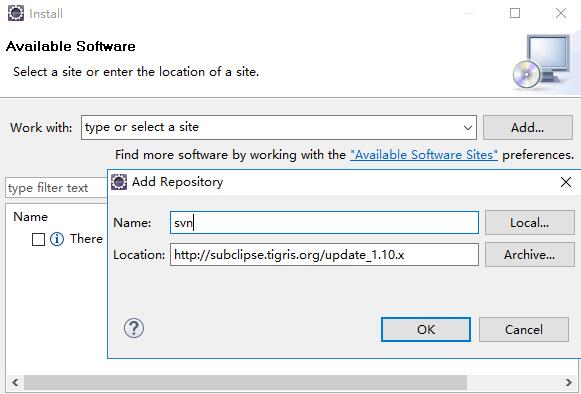 Install
Available Software
Select a site or enter the location of a site.
Work with: type or select a site Add...
Find more software by working with the "Available Software Sites" preferences.
type filter text
Add Repository
Name
There
Name: svn Local...
Location: http://subclipse.tigris.org/update_1.10.x Archive...
? OK Cancel